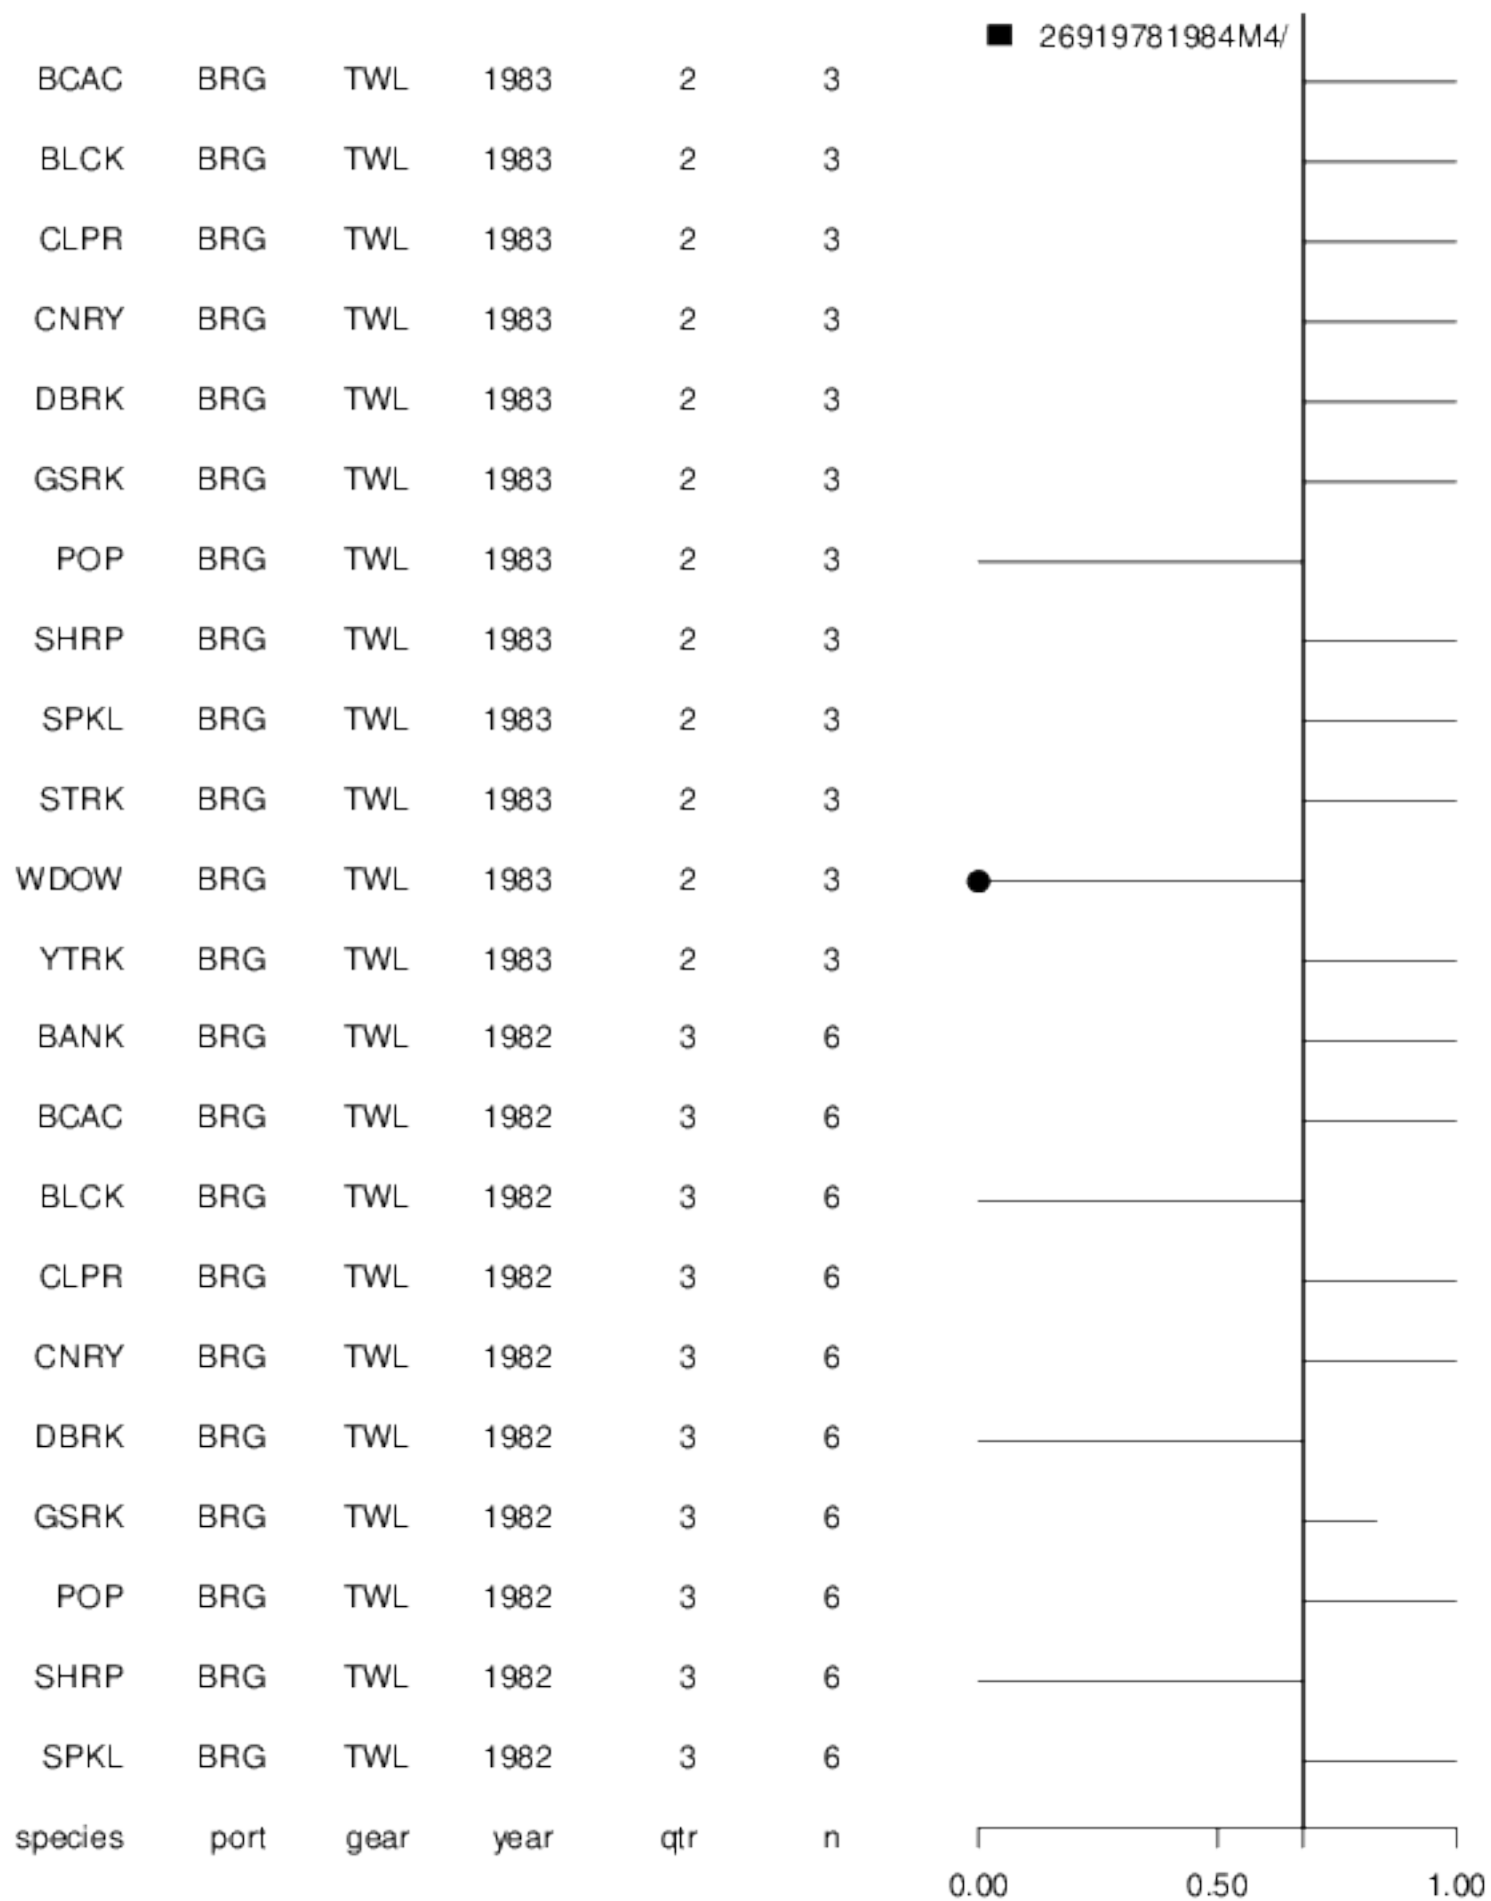 26919781984M4/
BCAC BRG TWL 1983 2 3
BLCK BRG TWL 1983 2 3
CLPR BRG TWL 1983 2 3
CNRY BRG TWL 1983 2 3
DBRK BRG TWL 1983 2 3
GSRK BRG TWL 1983 2 3
POP BRG TWL 1983 2 3
SHRP BRG TWL 1983 2 3
SPKL BRG TWL 1983 2 3
STRK BRG TWL 1983 2 3
WDOW BRG TWL 1983 2 3
YTRK BRG TWL 1983 2 3
BANK BRG TWL 1982 3 6
BCAC BRG TWL 1982 3 6
BLCK BRG TWL 1982 3 6
CLPR BRG TWL 1982 3 6
CNRY BRG TWL 1982 3 6
DBRK BRG TWL 1982 3 6
GSRK BRG TWL 1982 3 6
POP BRG TWL 1982 3 6
SHRP BRG TWL 1982 3 6
SPKL BRG TWL 1982 3 6
species port gear year qtr n
0.00 0.50 1.00